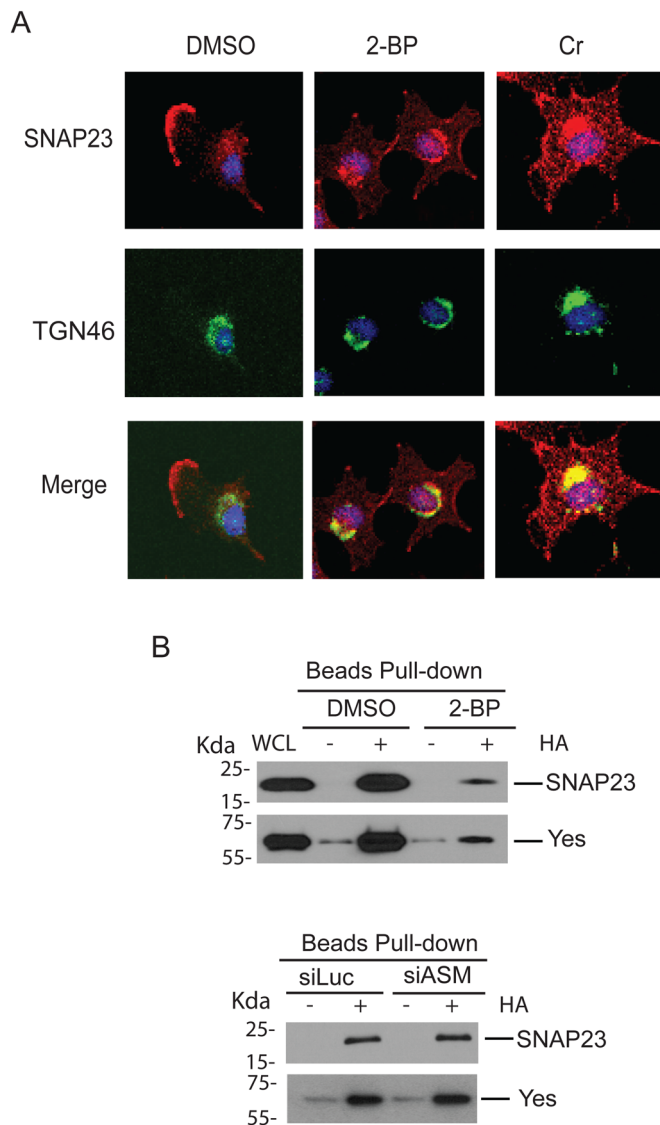 A
DMSO 2-BP Cr
SNAP23
TGN46
Merge
B
Beads Pull-down
DMSO 2-BP
Kda WCL - + - + HA
25-
SNAP23
15-
75-
Yes
55-
Beads Pull-down
siLuc siASM
Kda - + - + HA
25-
SNAP23
15-
75-
Yes
55-